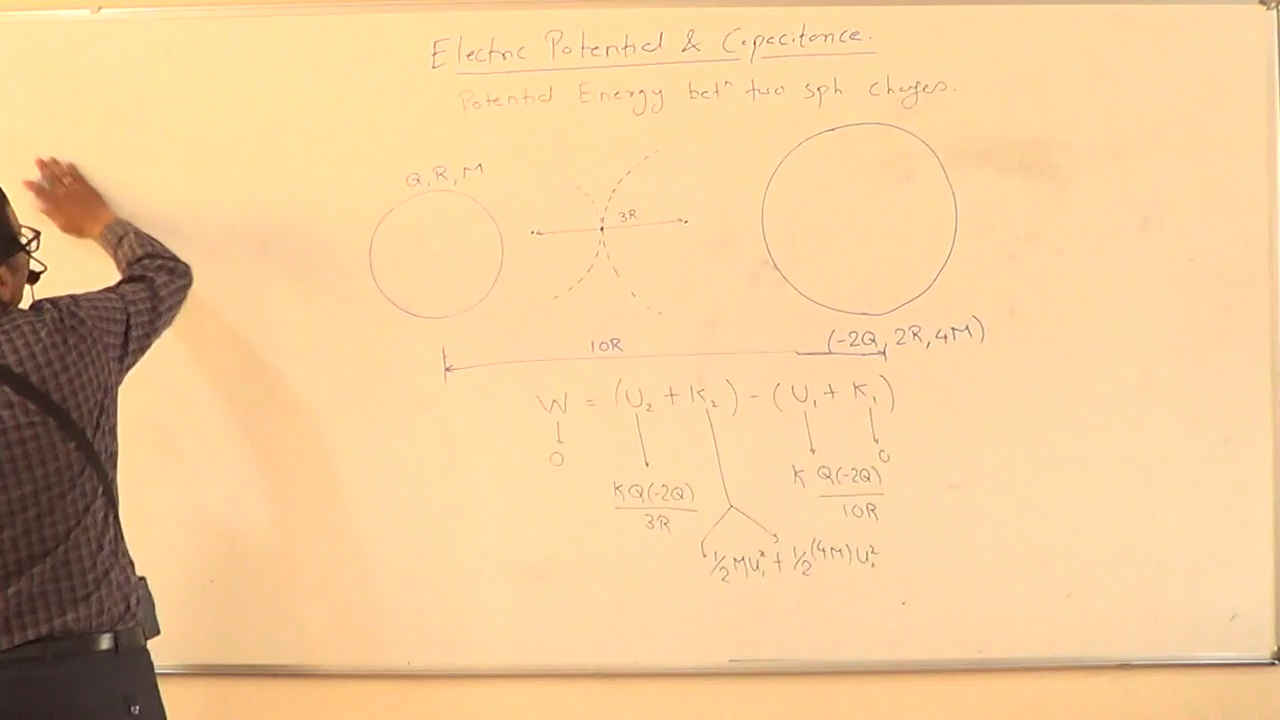 Electric Potential & Capacitance.
Potential Energy betⁿ two sph. charges.
Q, R, M
3R
10R
(-2Q, 2R, 4M)
W = (U₂ + K₂) - (U₁ + K₁)
0
0
KQ(-2Q)/3R
K Q(-2Q)/10R
1/2 MU₁² + 1/2 (4M)U₁²